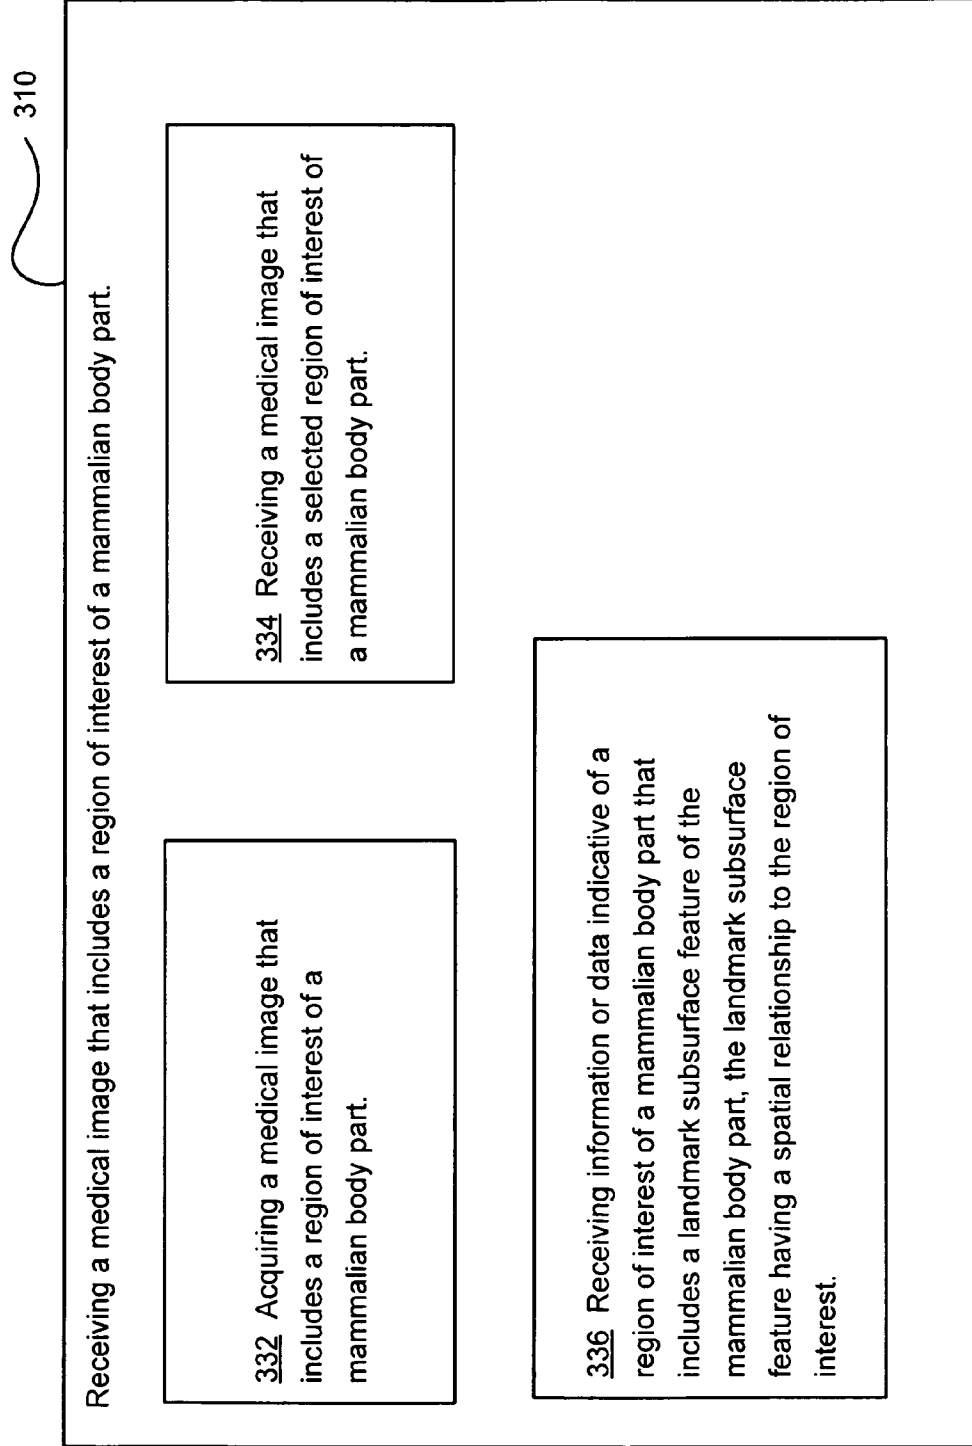 310
Receiving a medical image that includes a region of interest of a mammalian body part.
332 Acquiring a medical image that
includes a region of interest of a
mammalian body part.
334 Receiving a medical image that
includes a selected region of interest of
a mammalian body part.
336 Receiving information or data indicative of a
region of interest of a mammalian body part that
includes a landmark subsurface feature of the
mammalian body part, the landmark subsurface
feature having a spatial relationship to the region of
interest.